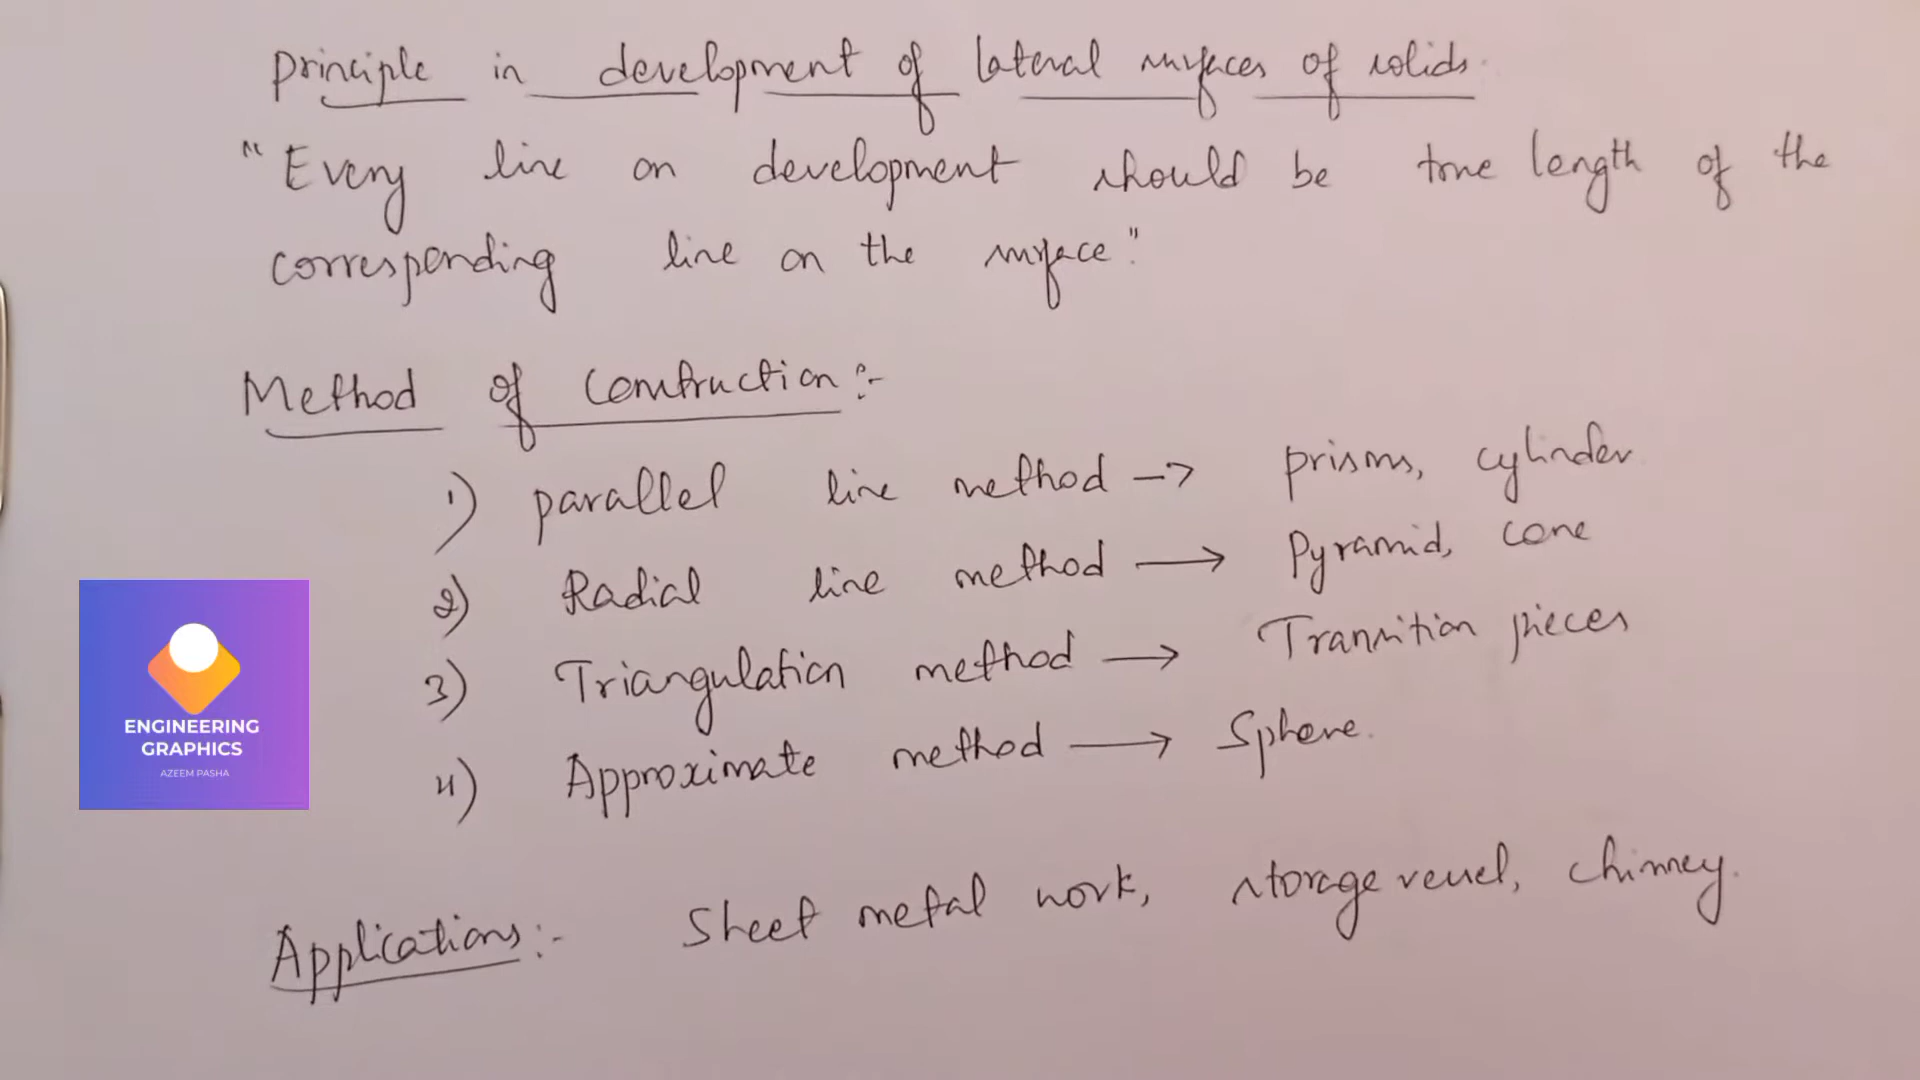 Principle in development of lateral surfaces of solids.
"Every line on development should be true length of the
corresponding line on the surface."
Method of Construction :-
1) parallel line method -> prisms, cylinder
2) Radial line method → Pyramid, cone
3) Triangulation method → Transition pieces
4) Approximate method → Sphere.
ENGINEERING
GRAPHICS
AZEEM PASHA
Applications :- Sheet metal work, storage vessel, chimney.